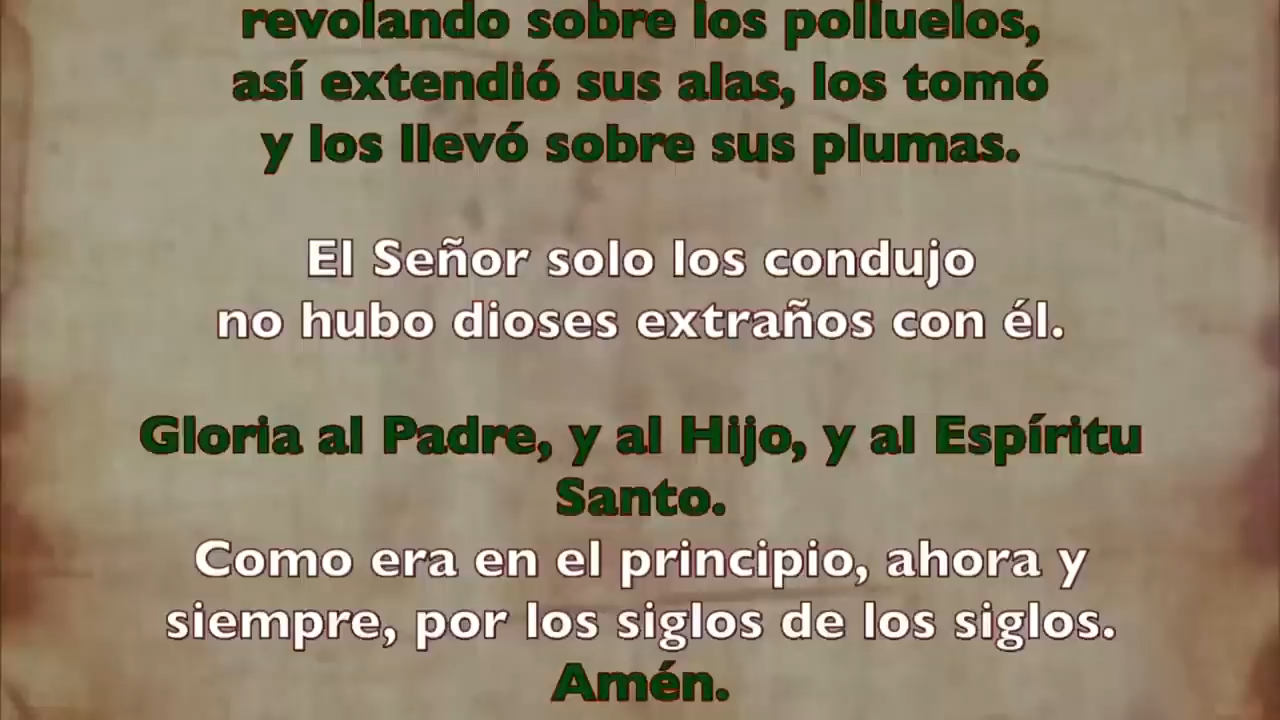 revolando sobre los polluelos,
así extendió sus alas, los tomó
y los llevó sobre sus plumas.
El Señor solo los condujo
no hubo dioses extraños con él.
Gloria al Padre, y al Hijo, y al Espíritu
Santo.
Como era en el principio, ahora y
siempre, por los siglos de los siglos.
Amén.